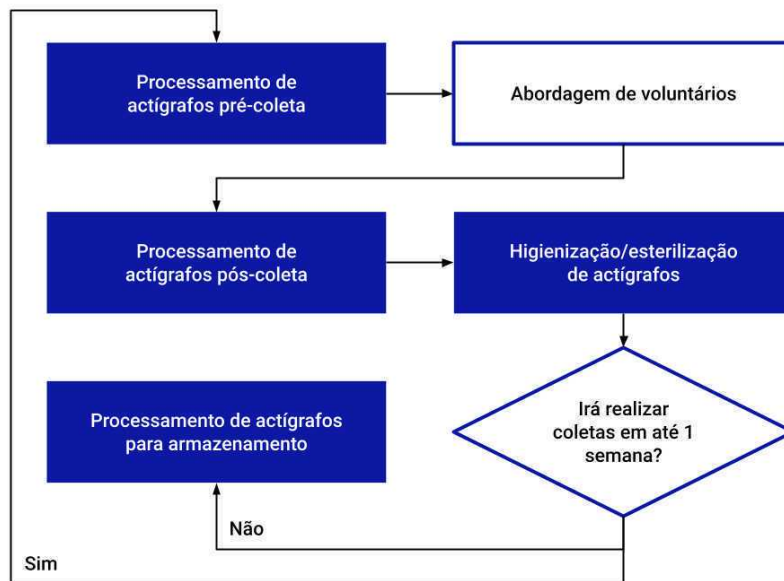 Processamento de
actígrafos pré-coleta
Abordagem de voluntários
Processamento de
actígrafos pós-coleta
Higienização/esterilização
de actígrafos
Processamento de actígrafos
para armazenamento
Irá realizar
coletas em até 1
semana?
Não
Sim